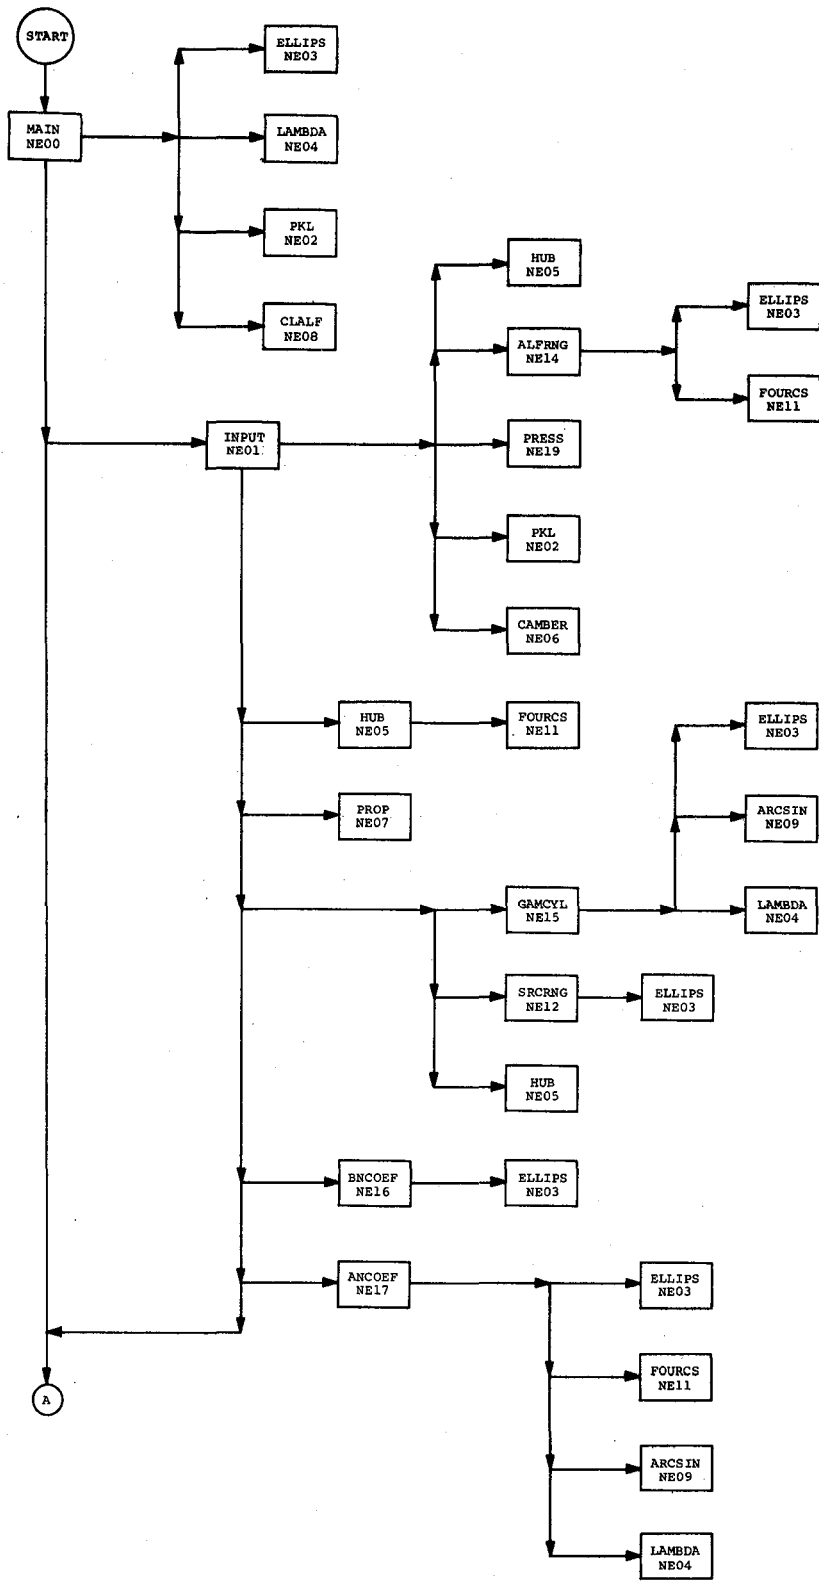 START
ELLIPS
NE03
MAIN
NE00
LAMBDA
NE04
PKL
NE02
HUB
NE05
ELLIPS
NE03
CLALF
NE08
ALFRNG
NE14
FOURCS
NE11
INPUT
NE01
PRESS
NE19
PKL
NE02
CAMBER
NE06
HUB
NE05
FOURCS
NE11
ELLIPS
NE03
PROP
NE07
ARCSIN
NE09
GAMCYL
NE15
LAMBDA
NE04
SRCRNG
NE12
ELLIPS
NE03
HUB
NE05
BNCOEF
NE16
ELLIPS
NE03
ANCOEF
NE17
ELLIPS
NE03
FOURCS
NE11
A
ARCSIN
NE09
LAMBDA
NE04